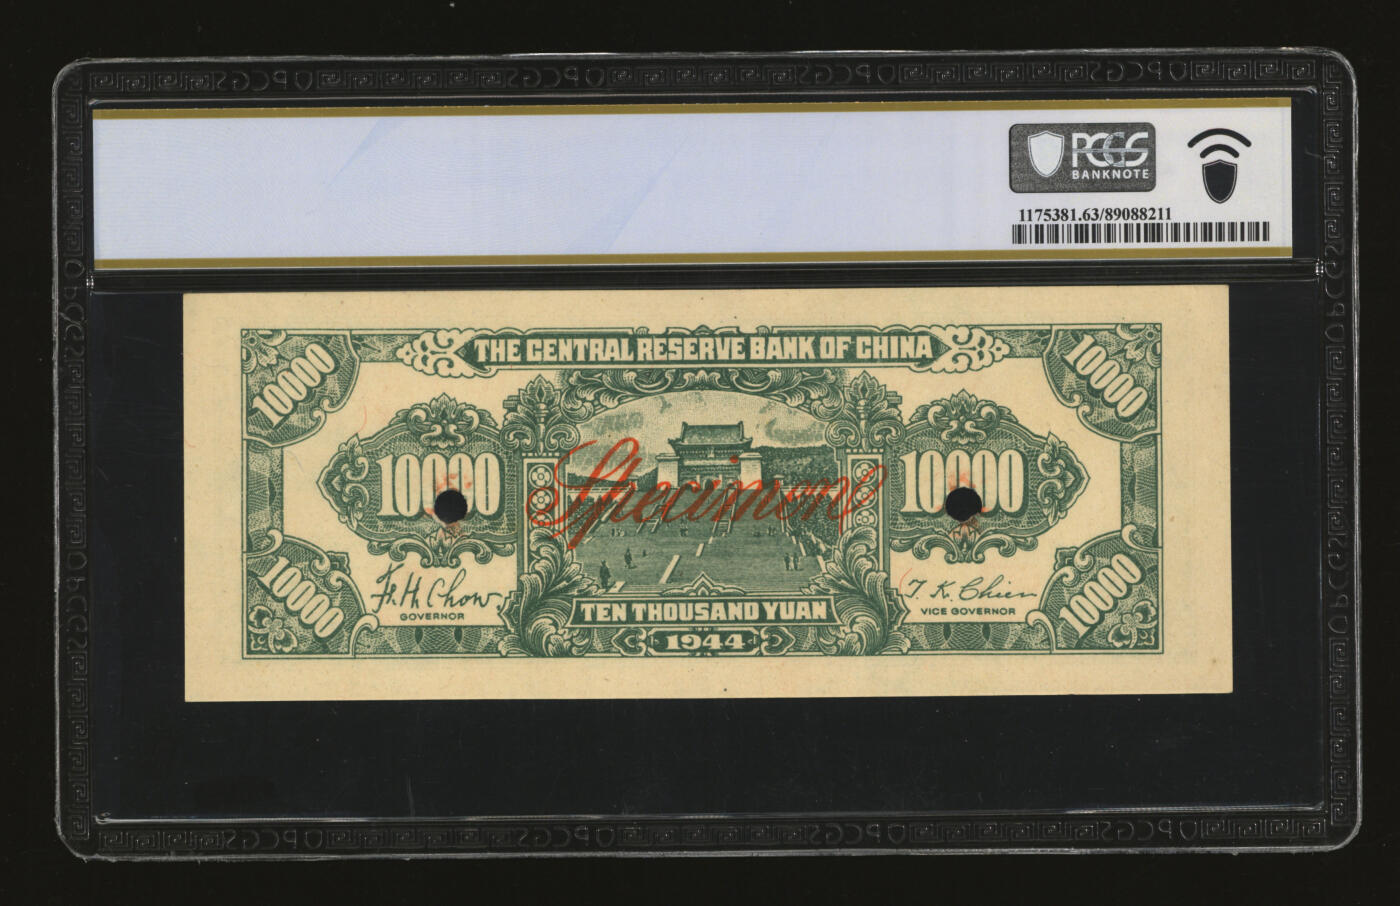 PCGS
BANKNOTE
1175381.63/89088211
THE CENTRAL RESERVE BANK OF CHINA
10000
10000
10000
10000
Specimen
10000
10000
Fo. H. Chow
GOVERNOR
T. K. Chien
VICE GOVERNOR
TEN THOUSAND YUAN
1944